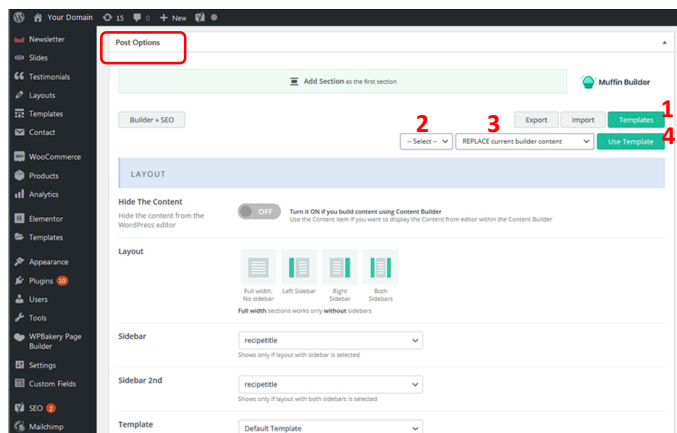 Your Domain 15 0 + New
Newsletter
Slides
Testimonials
Layouts
Templates
Contact
WooCommerce
Products
Analytics
Elementor
Templates
Appearance
Plugins 10
Users
Tools
WPBakery Page
Builder
Settings
Custom Fields
SEO 2
Mailchimp
Post Options
Add Section as the first section
Muffin Builder
Builder » SEO
Export Import Templates 1
2 3
-- Select -- REPLACE current builder content Use Template 4
LAYOUT
Hide The Content
Hide the content from the
WordPress editor
OFF
Turn it ON if you build content using Content Builder
Use the Content item if you want to display the Content from editor within the Content Builder
Layout
Full width. Left Sidebar Right Both
No sidebar Sidebar Sidebars
Full width sections works only without sidebars
Sidebar
recipetitle
Shows only if layout with sidebar is selected
Sidebar 2nd
recipetitle
Shows only if layout with both sidebars is selected
Template
Default Template